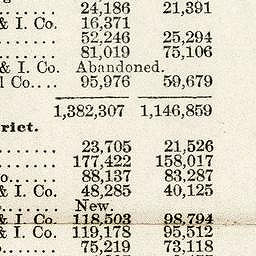 ........ 24,186 21,391
& I. Co. 16,371
........ 52,246 25,294
........ 81,019 75,106
& I. Co. Abandoned.
l Co.... 95,976 59,679
1,382,307 1,146,859
rict.
........ 23,705 21,526
........ 177,422 158,017
o....... 88,137 83,287
& I. Co. 48,285 40,125
........ New.
& I. Co. 118,503 98,794
& I. Co. 119,178 95,512
........ 75,219 73,118